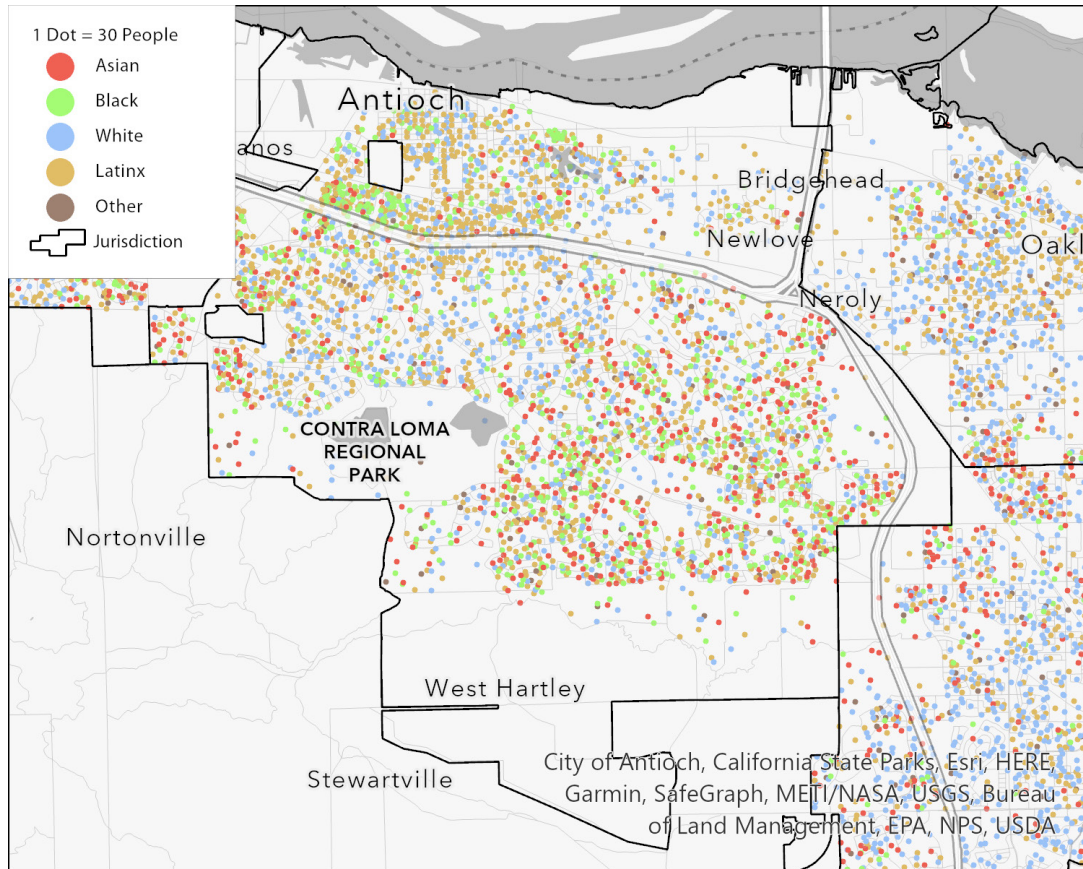 1 Dot = 30 People
Asian
Black
White
Latinx
Other
Jurisdiction
Antioch
anos
Bridgehead
Newlove
Oakl
Neroly
CONTRA LOMA
REGIONAL
PARK
Nortonville
West Hartley
Stewartville
City of Antioch, California State Parks, Esri, HERE,
Garmin, SafeGraph, METI/NASA, USGS, Bureau
of Land Management, EPA, NPS, USDA